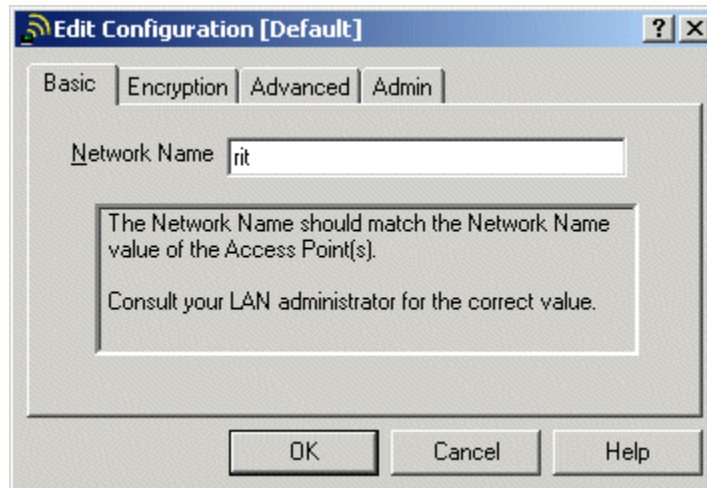 Edit Configuration [Default]
Basic Encryption Advanced Admin
Network Name rit
The Network Name should match the Network Name
value of the Access Point(s).
Consult your LAN administrator for the correct value.
OK Cancel Help